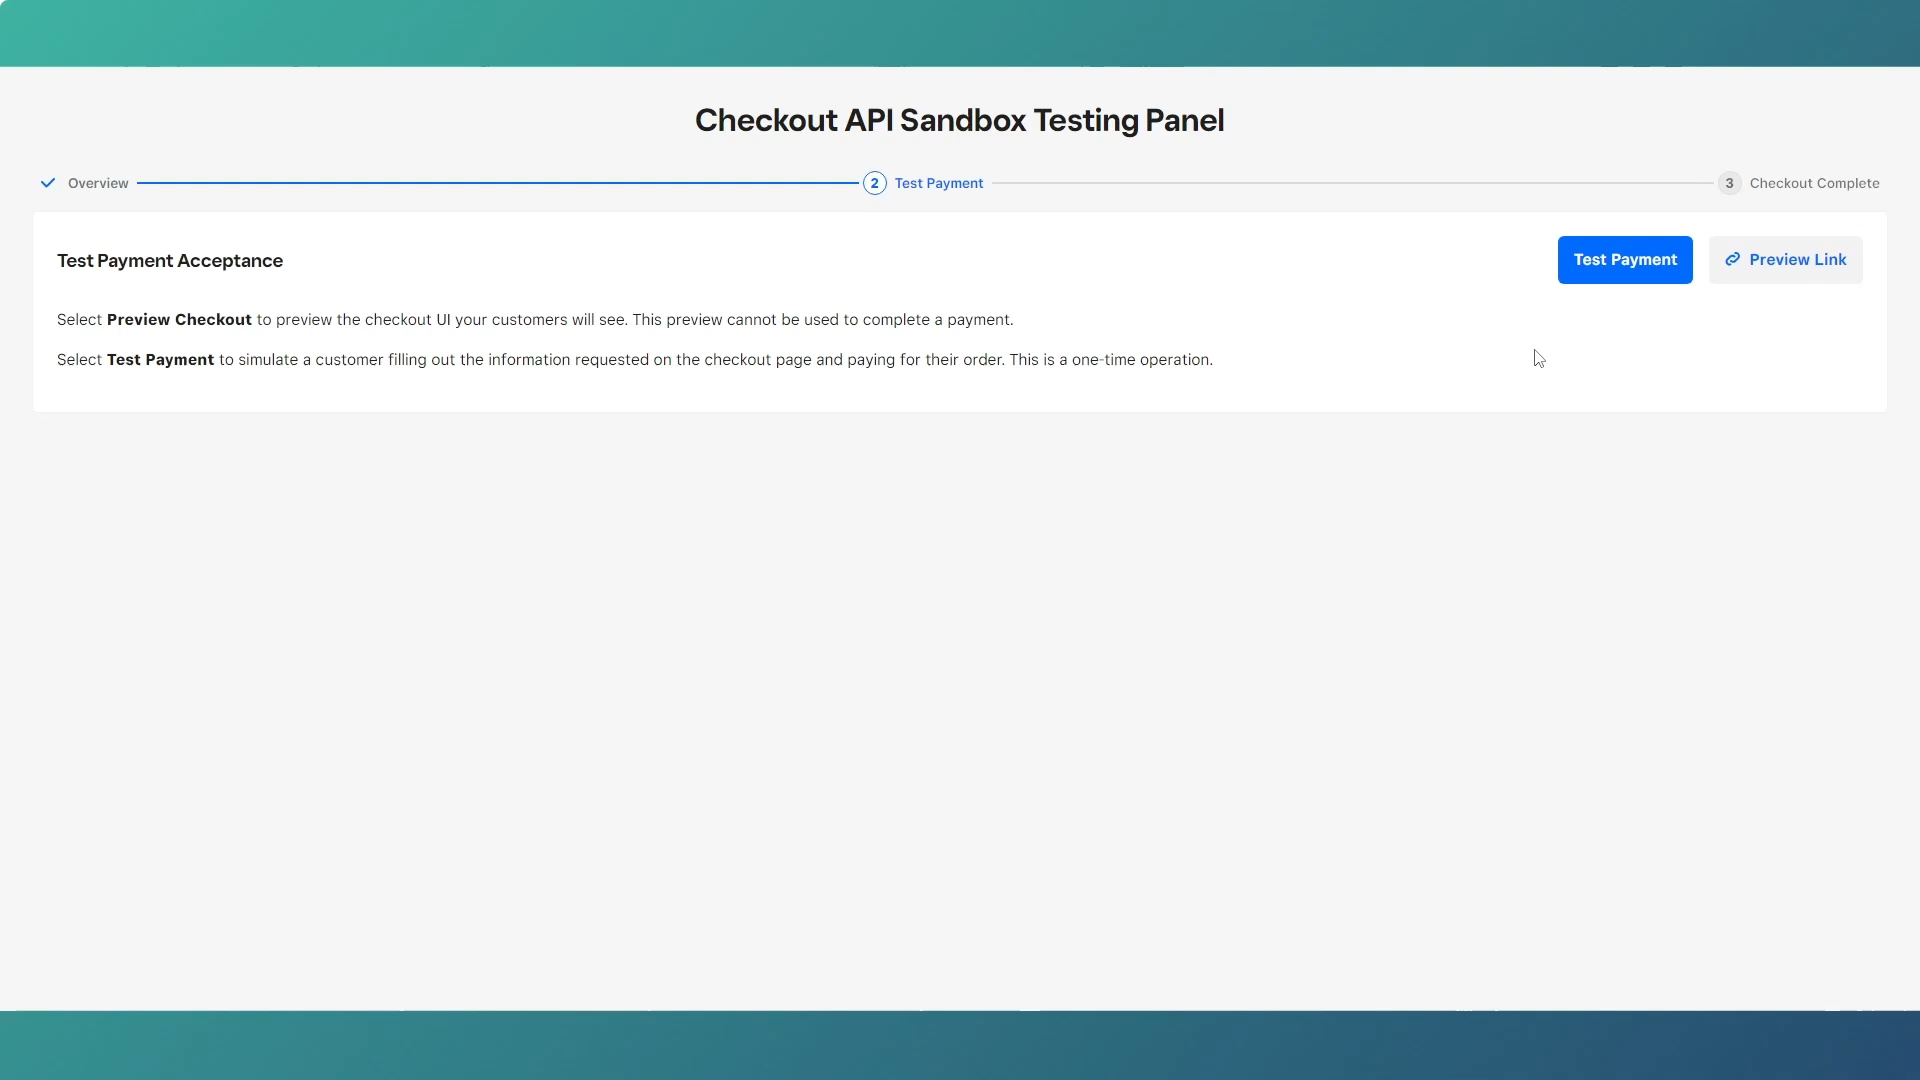 Checkout API Sandbox Testing Panel
Overview
2 Test Payment
3 Checkout Complete
Test Payment Acceptance
Test Payment
Preview Link
Select Preview Checkout to preview the checkout UI your customers will see. This preview cannot be used to complete a payment.
Select Test Payment to simulate a customer filling out the information requested on the checkout page and paying for their order. This is a one-time operation.